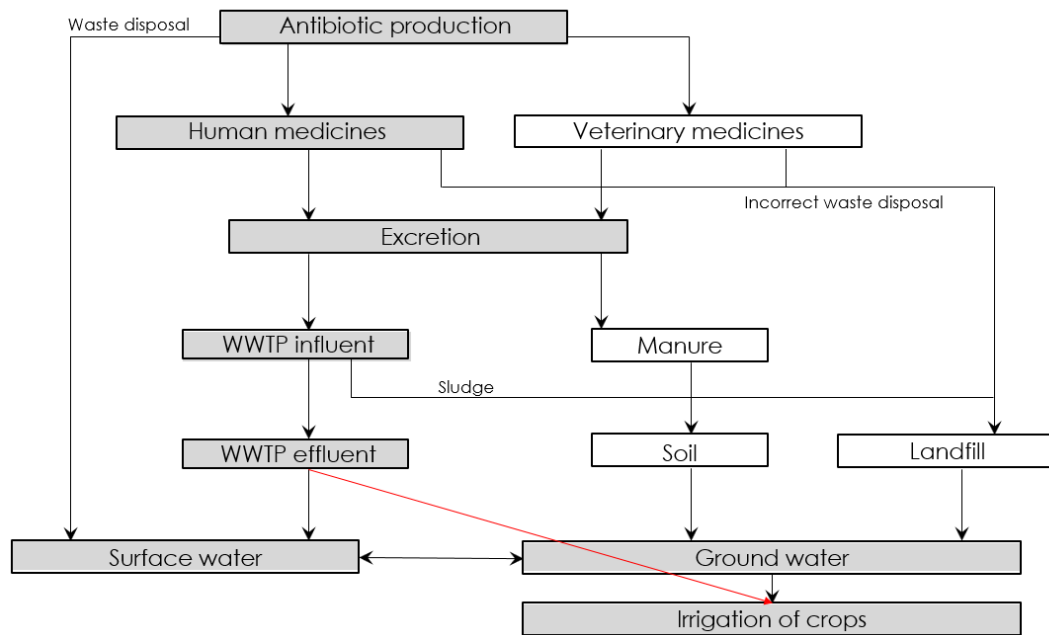 Waste disposal
Antibiotic production
Human medicines
Veterinary medicines
Incorrect waste disposal
Excretion
WWTP influent
Manure
Sludge
WWTP effluent
Soil
Landfill
Surface water
Ground water
Irrigation of crops